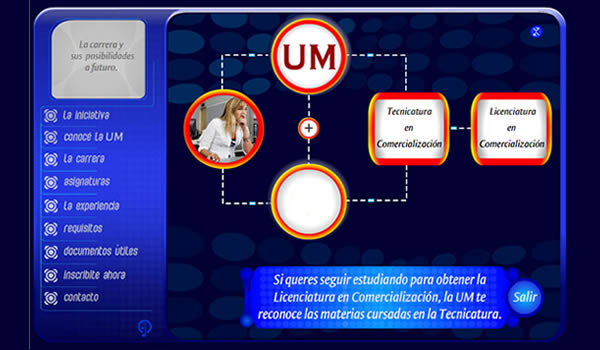 La carrera y
sus posibilidades
a futuro.
La iniciativa
conocé la UM
La carrera
asignaturas
La experiencia
requisitos
documentos útiles
inscribite ahora
contacto
UM
+
Tecnicatura
en
Comercialización
Licenciatura
en
Comercialización
Si queres seguir estudiando para obtener la
Licenciatura en Comercialización, la UM te
reconoce las materias cursadas en la Tecnicatura.
Salir